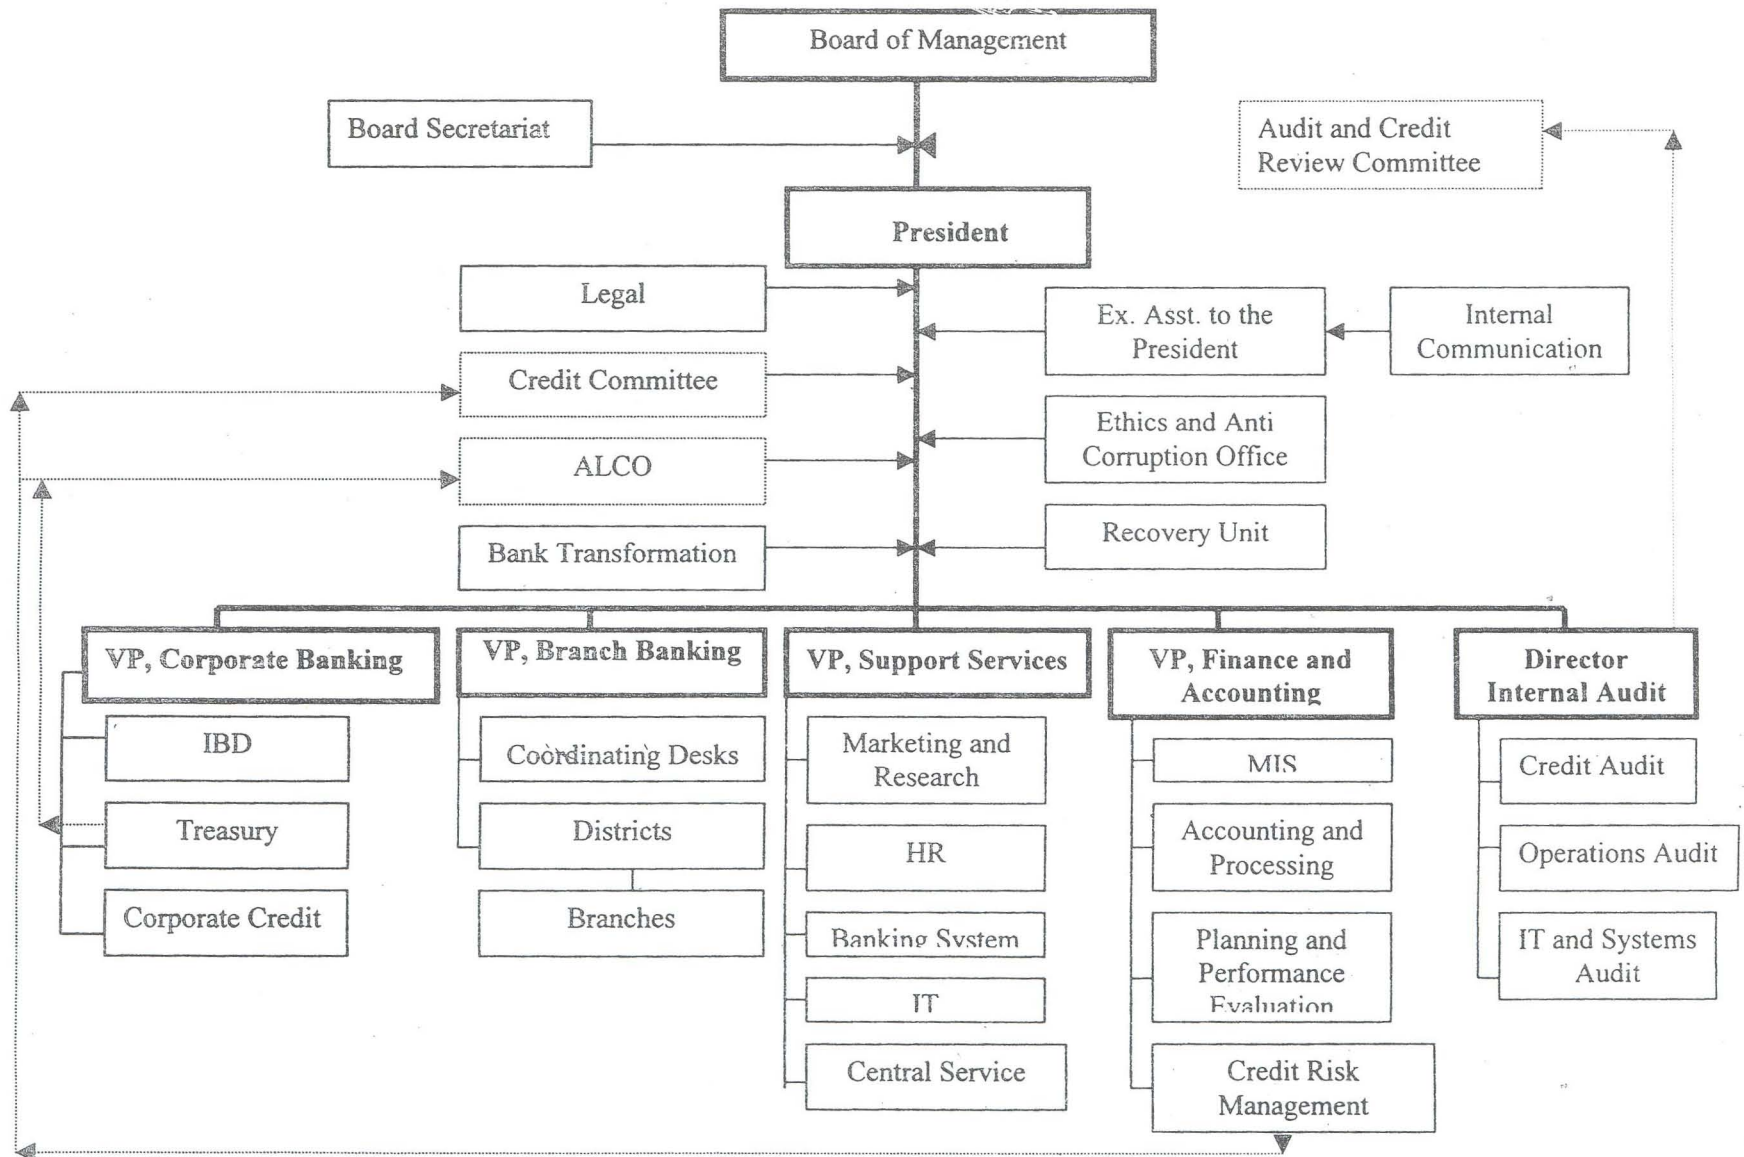 Board of Management
Board Secretariat
Audit and Credit
Review Committee
President
Legal
Ex. Asst. to the
President
Internal
Communication
Credit Committee
Ethics and Anti
Corruption Office
ALCO
Recovery Unit
Bank Transformation
VP, Corporate Banking
VP, Branch Banking
VP, Support Services
VP, Finance and
Accounting
Director
Internal Audit
IBD
Treasury
Corporate Credit
Coordinating Desks
Districts
Branches
Marketing and
Research
HR
Banking System
IT
Central Service
MIS
Accounting and
Processing
Planning and
Performance
Evaluation
Credit Risk
Management
Credit Audit
Operations Audit
IT and Systems
Audit